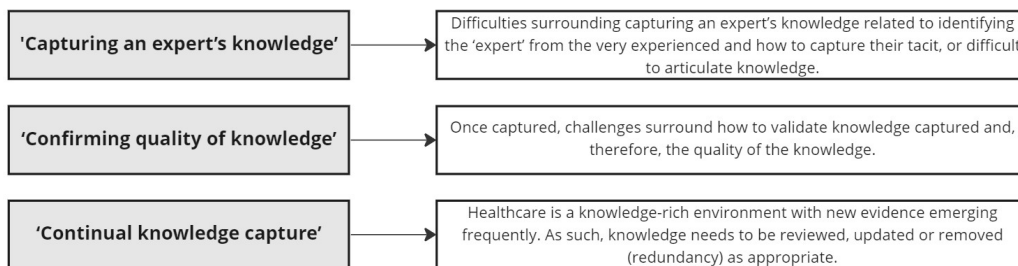 'Capturing an expert’s knowledge’
Difficulties surrounding capturing an expert’s knowledge related to identifying
the ‘expert’ from the very experienced and how to capture their tacit, or difficult
to articulate knowledge.
‘Confirming quality of knowledge’
Once captured, challenges surround how to validate knowledge captured and,
therefore, the quality of the knowledge.
‘Continual knowledge capture’
Healthcare is a knowledge-rich environment with new evidence emerging
frequently. As such, knowledge needs to be reviewed, updated or removed
(redundancy) as appropriate.